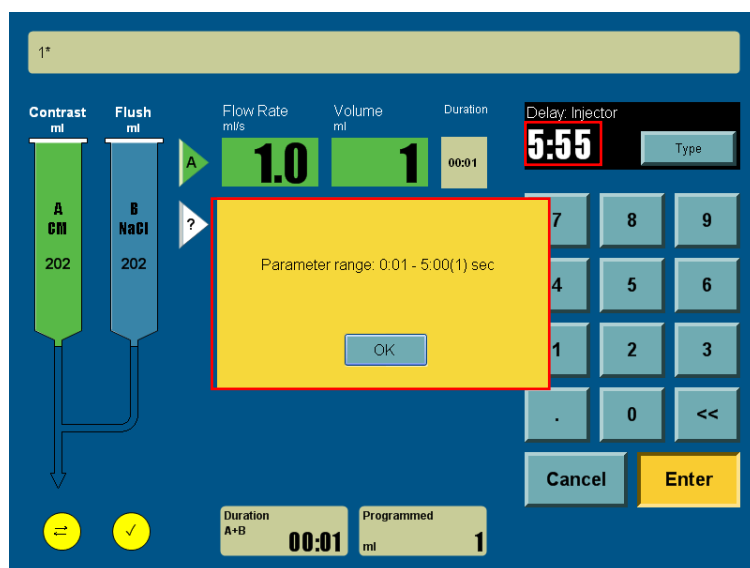 1*
Contrast
ml
Flush
ml
Flow Rate
ml/s
Volume
ml
Duration
Delay: Injector
5:55
Type
A
1.0
1
00:01
A
CM
202
B
NaCl
202
?
Parameter range: 0:01 - 5:00(1) sec
OK
7
8
9
4
5
6
1
2
3
.
0
<<
Cancel
Enter
Duration
A+B
00:01
Programmed
ml
1